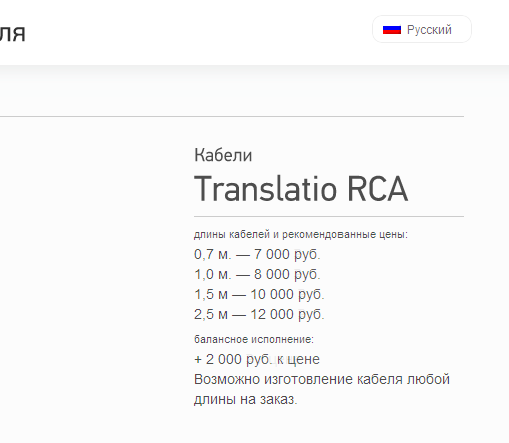 ля
Русский
Кабели
Translatio RCA
длины кабелей и рекомендованные цены:
0,7 м. — 7 000 руб.
1,0 м. — 8 000 руб.
1,5 м — 10 000 руб.
2,5 м — 12 000 руб.
балансное исполнение:
+ 2 000 руб. к цене
Возможно изготовление кабеля любой
длины на заказ.